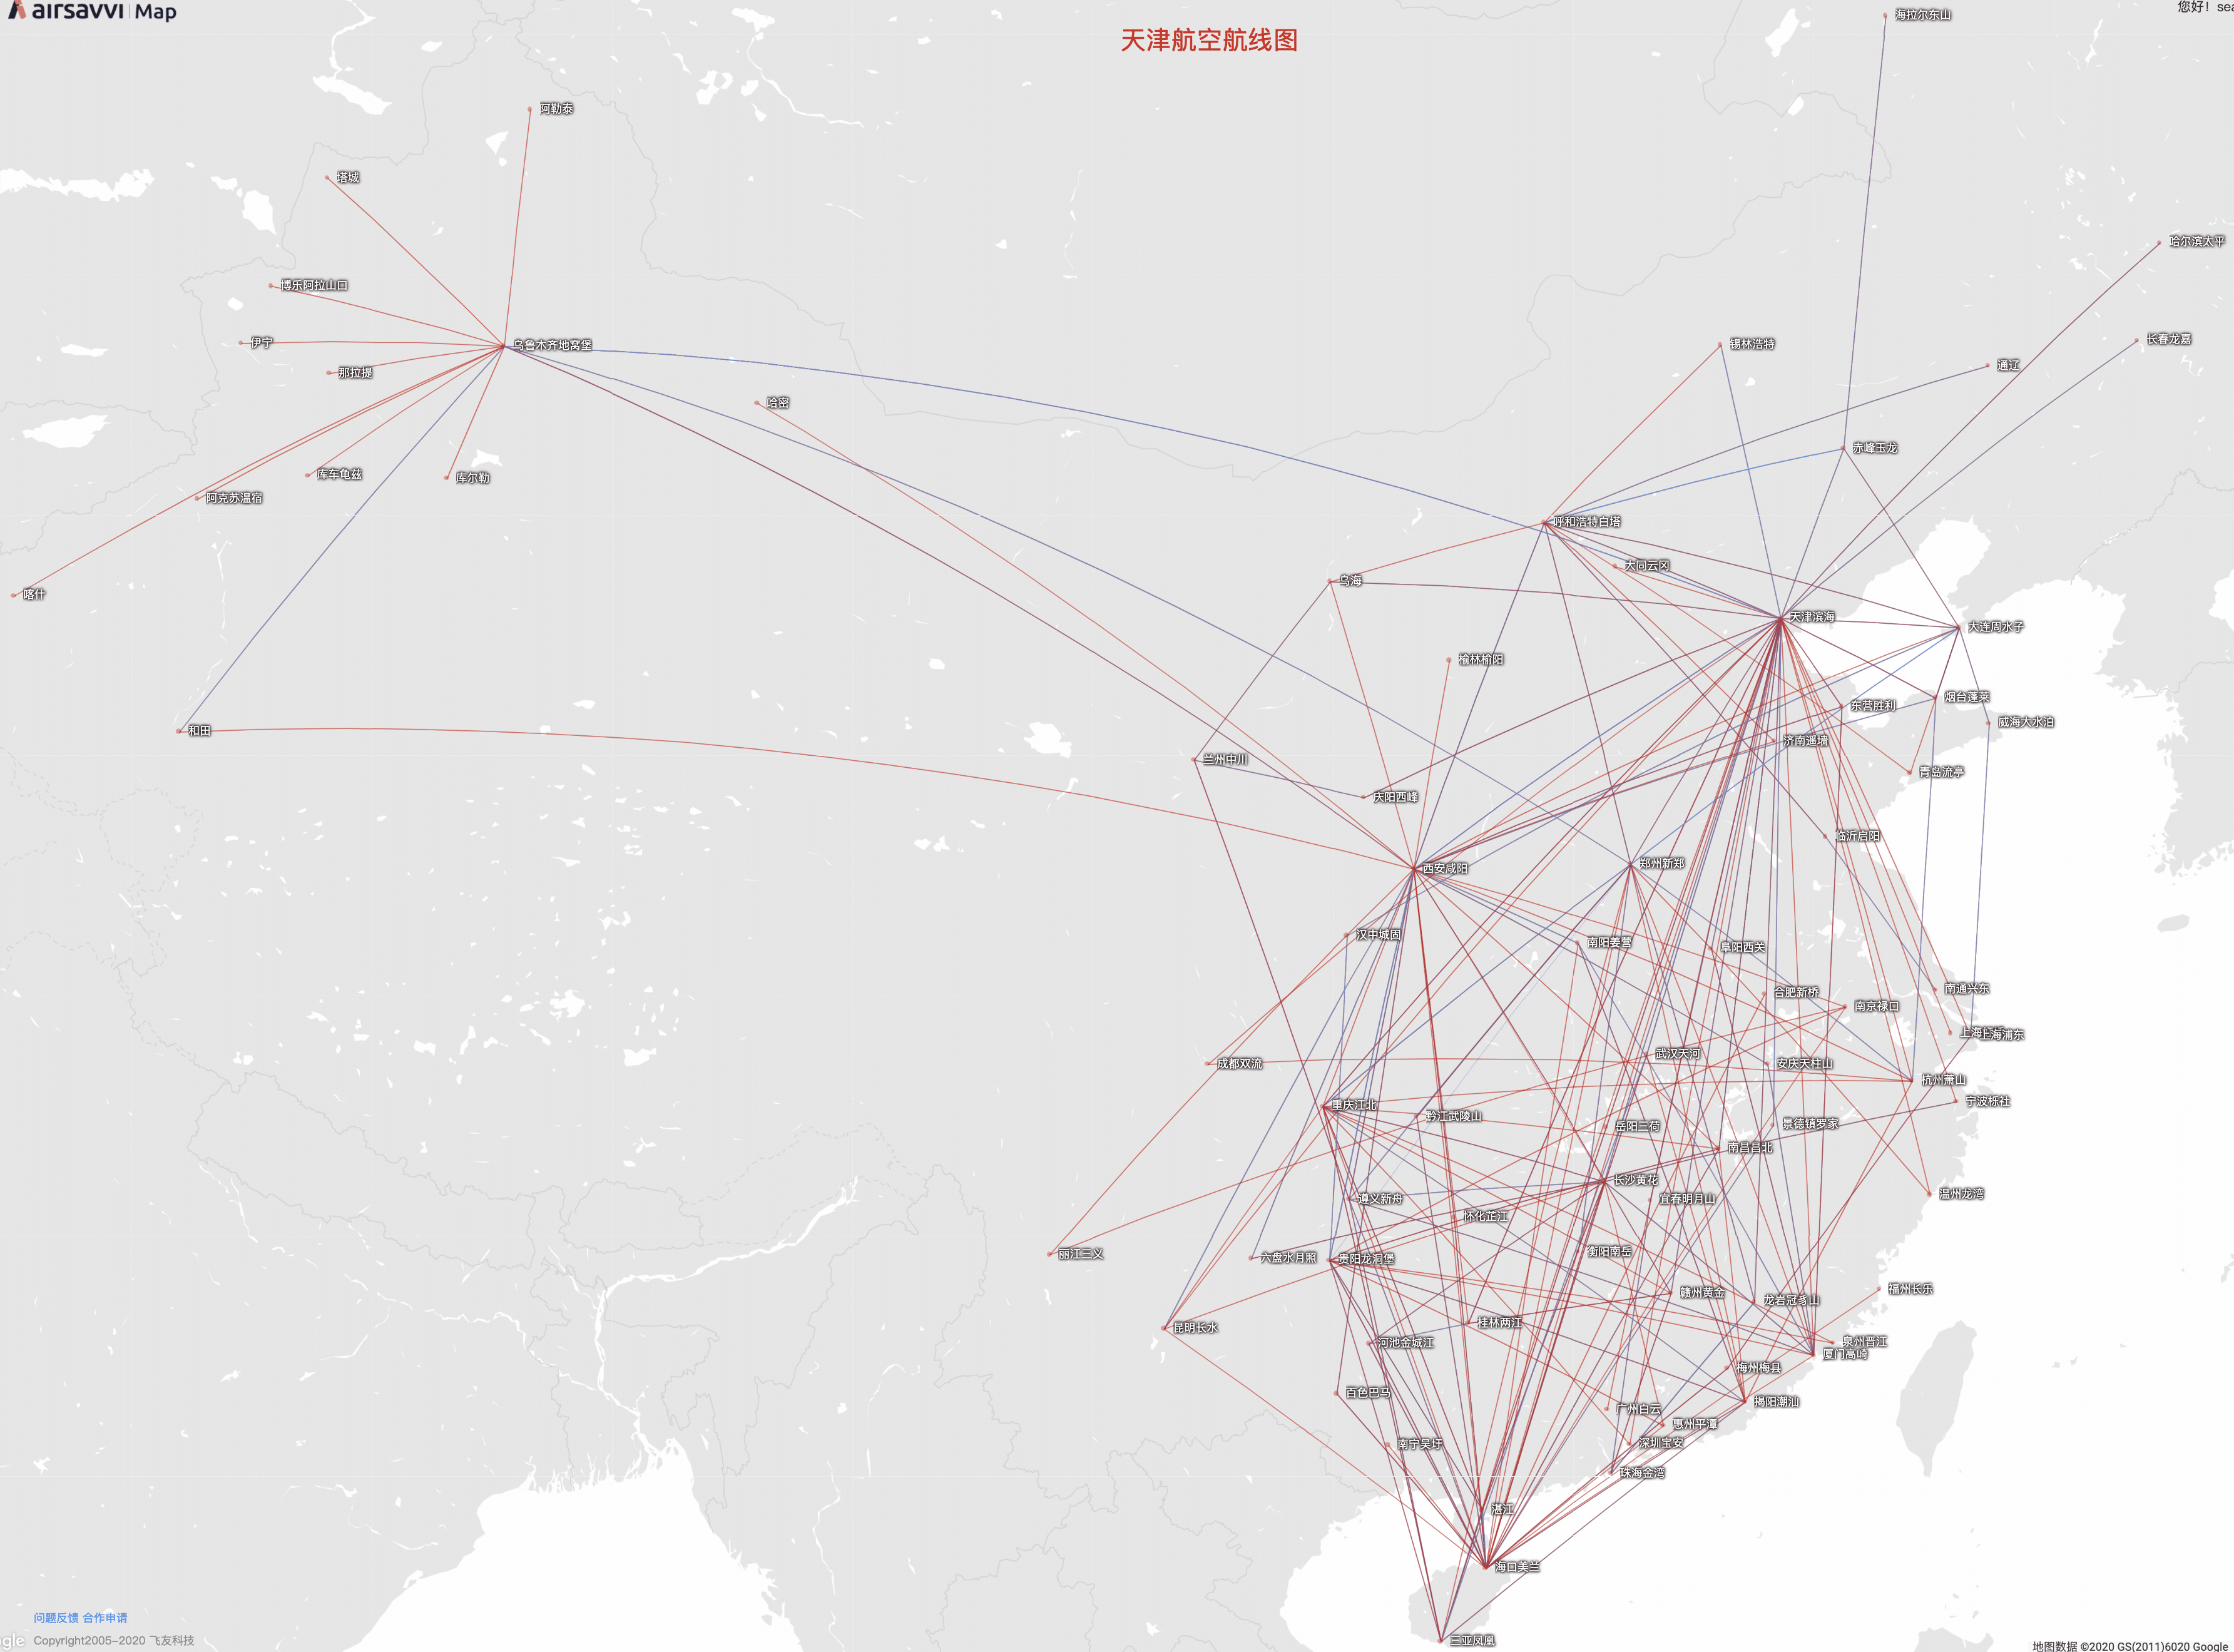 airsavvi Map
您好！sea
海拉尔东山
天津航空航线图
阿勒泰
塔城
哈尔滨太平
博乐阿拉山口
伊宁
乌鲁木齐地窝堡
锡林浩特
长春龙嘉
通辽
那拉提
哈密
赤峰玉龙
库车龟兹
库尔勒
阿克苏温宿
呼和浩特白塔
大同云冈
乌海
喀什
天津滨海
大连周水子
榆林榆阳
烟台蓬莱
东营胜利
威海大水泊
和田
济南遥墙
兰州中川
青岛流亭
庆阳西峰
临沂启阳
西安咸阳
郑州新郑
汉中城固
南阳姜营
阜阳西关
南通兴东
合肥新桥
南京禄口
上海
上海浦东
武汉天河
成都双流
安庆天柱山
杭州萧山
宁波栎社
重庆江北
黔江武陵山
景德镇罗家
岳阳三荷
南昌昌北
长沙黄花
温州龙湾
遵义新舟
宜春明月山
怀化芷江
丽江三义
六盘水月照
贵阳龙洞堡
衡阳南岳
福州长乐
赣州黄金
龙岩冠豸山
昆明长水
桂林两江
河池金城江
泉州晋江
厦门高崎
梅州梅县
百色巴马
揭阳潮汕
广州白云
惠州平潭
南宁吴圩
深圳宝安
珠海金湾
湛江
海口美兰
问题反馈 合作申请
三亚凤凰
gle Copyright2005-2020 飞友科技
地图数据 ©2020 GS(2011)6020 Google